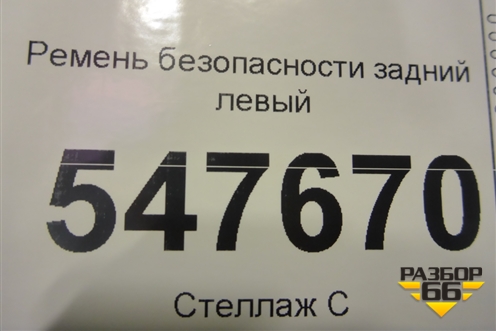 Ремень безопасности задний
левый
547670
Стеллаж С
РАЗБОР
66